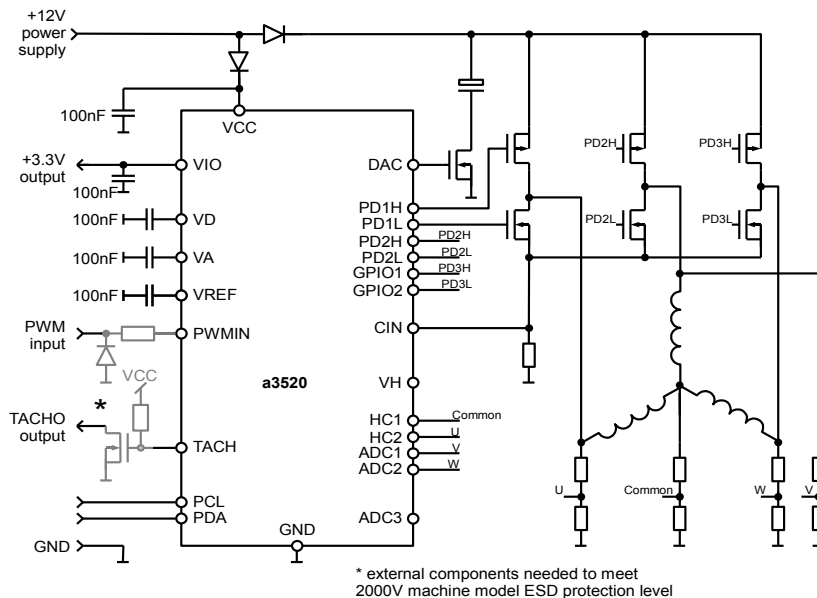 +12V
power
supply
100nF
VCC
+3.3V
output
VIO
100nF
100nF
VD
100nF
VA
100nF
VREF
PWM
input
PWMIN
VCC
*
TACHO
output
TACH
PCL
PDA
GND
GND
a3520
DAC
PD1H
PD1L
PD2H
PD2H
PD2L
PD2L
GPIO1
PD3H
GPIO2
PD3L
CIN
VH
HC1
Common
HC2
U
ADC1
V
ADC2
W
ADC3
PD2H
PD3H
PD2L
PD3L
U
Common
W
V
* external components needed to meet
2000V machine model ESD protection level